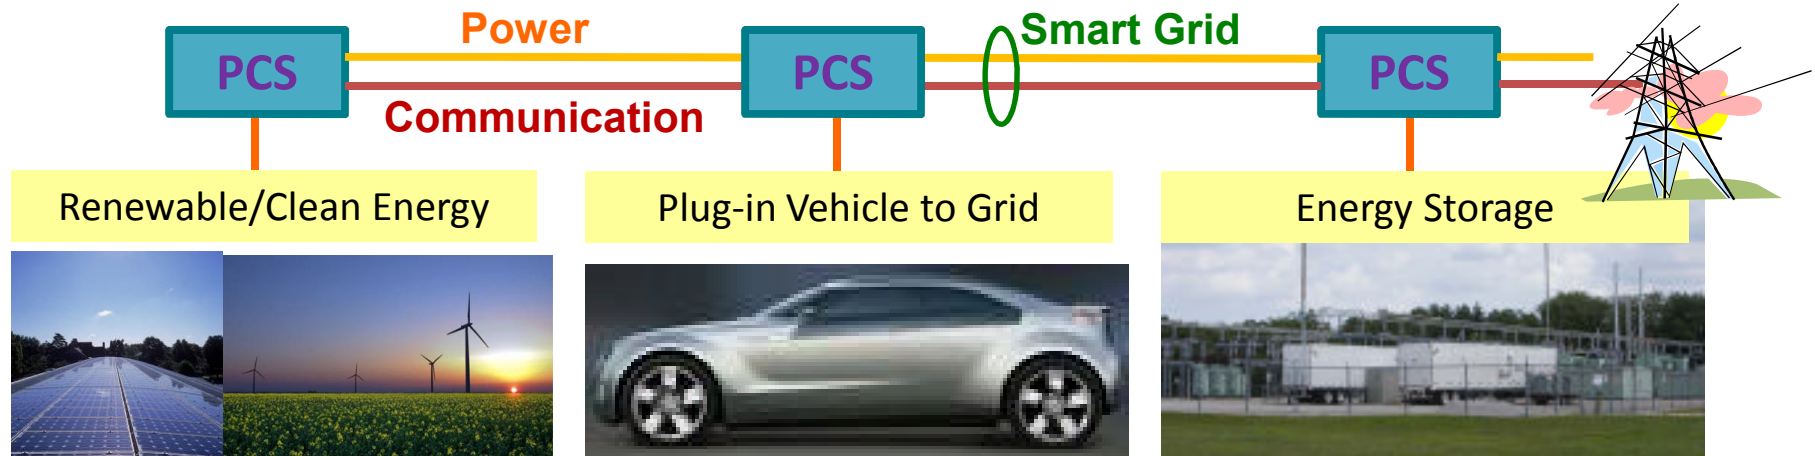 Power
Smart Grid
PCS
PCS
PCS
Communication
Renewable/Clean Energy
Plug-in Vehicle to Grid
Energy Storage